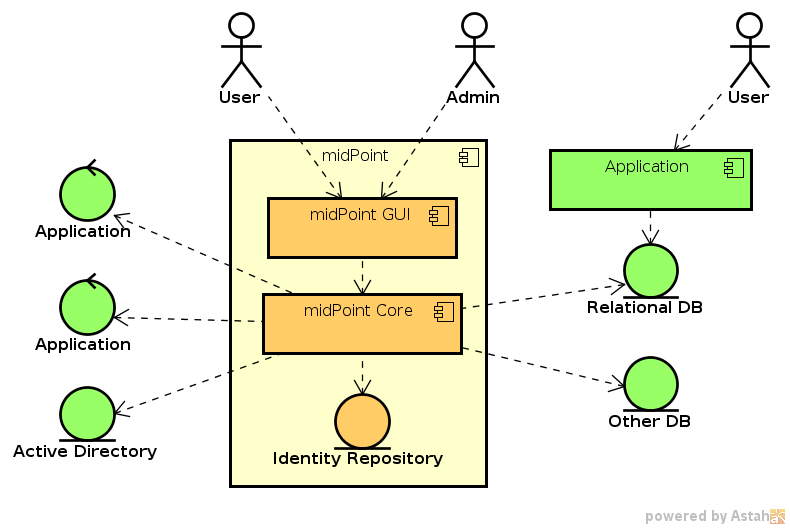 User
Admin
User
midPoint
Application
midPoint GUI
Application
midPoint Core
Relational DB
Application
Other DB
Active Directory
Identity Repository
powered by Astah